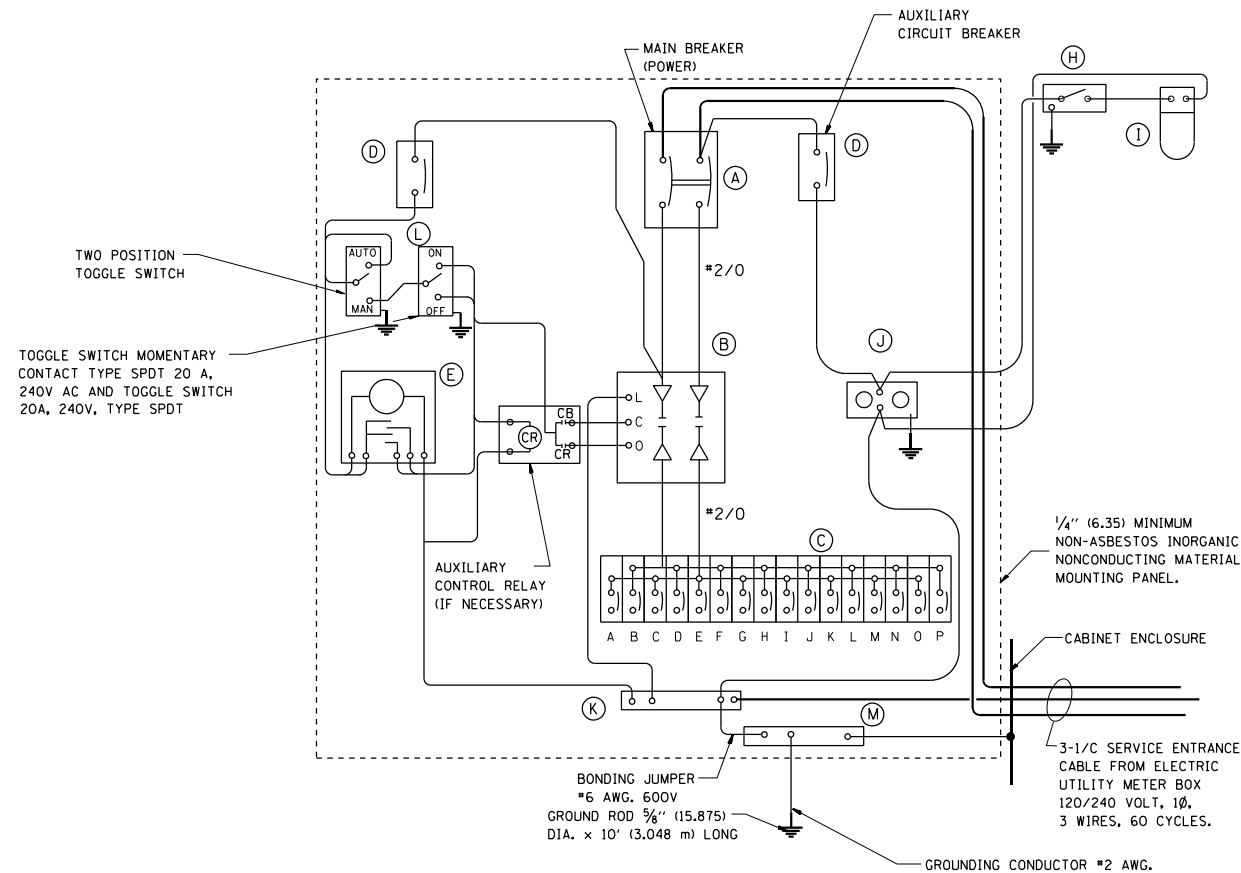 AUXILIARY
CIRCUIT BREAKER
MAIN BREAKER
(POWER)
H
D
A
D
I
L
TWO POSITION
TOGGLE SWITCH
AUTO
MAN
ON
OFF
#2/0
TOGGLE SWITCH MOMENTARY
CONTACT TYPE SPDT 20 A,
240V AC AND TOGGLE SWITCH
20A, 240V, TYPE SPDT
E
B
J
L
C
O
CB
CR
CR
#2/0
AUXILIARY
CONTROL RELAY
(IF NECESSARY)
C
1/4" (6.35) MINIMUM
NON-ASBESTOS INORGANIC
NONCONDUCTING MATERIAL
MOUNTING PANEL.
A B C D E F G H I J K L M N O P
CABINET ENCLOSURE
K
M
3-1/C SERVICE ENTRANCE
CABLE FROM ELECTRIC
UTILITY METER BOX
120/240 VOLT, 1Ø,
3 WIRES, 60 CYCLES.
BONDING JUMPER
#6 AWG. 600V
GROUND ROD 5/8" (15.875)
DIA. x 10' (3.048 m) LONG
GROUNDING CONDUCTOR #2 AWG.